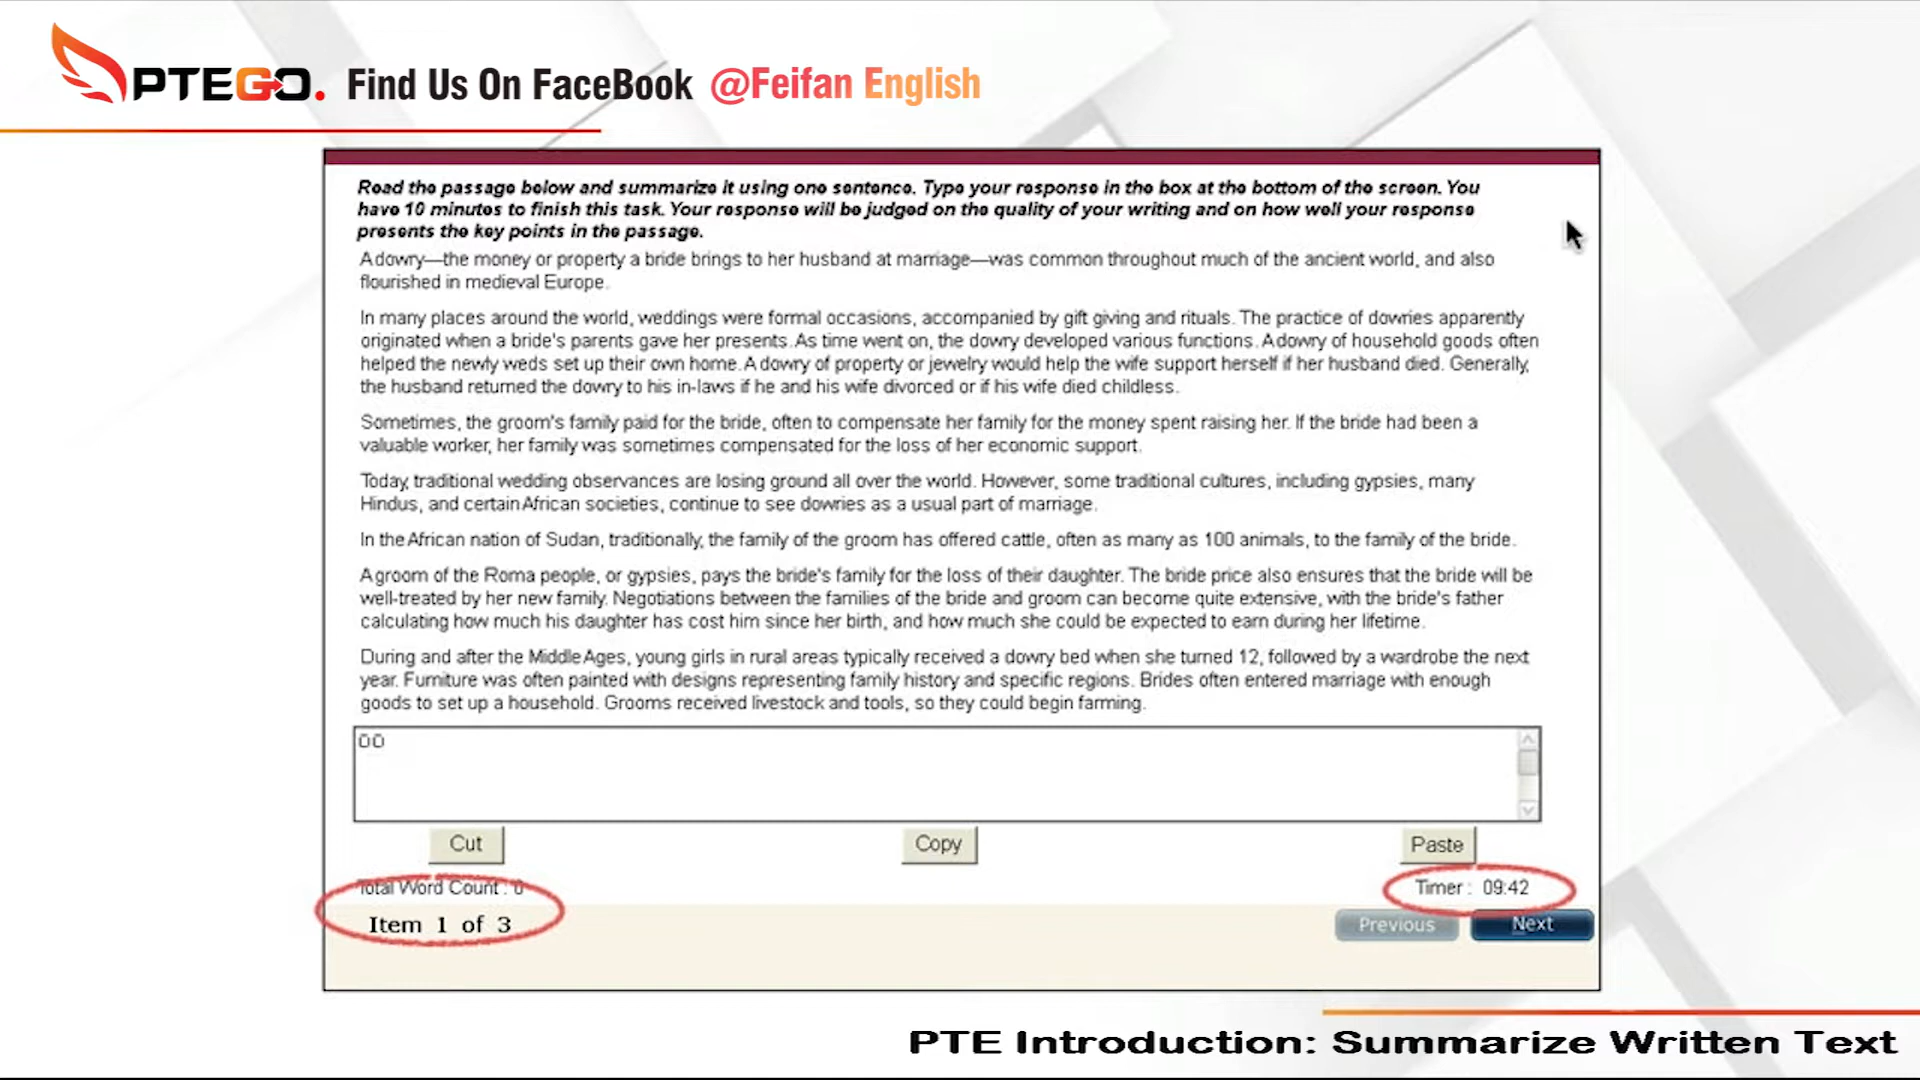 PTEGO. Find Us On FaceBook @Feifan English
Read the passage below and summarize it using one sentence. Type your response in the box at the bottom of the screen. You
have 10 minutes to finish this task. Your response will be judged on the quality of your writing and on how well your response
presents the key points in the passage.
A dowry—the money or property a bride brings to her husband at marriage—was common throughout much of the ancient world, and also
flourished in medieval Europe.
In many places around the world, weddings were formal occasions, accompanied by gift giving and rituals. The practice of dowries apparently
originated when a bride's parents gave her presents. As time went on, the dowry developed various functions. A dowry of household goods often
helped the newly weds set up their own home. A dowry of property or jewelry would help the wife support herself if her husband died. Generally,
the husband returned the dowry to his in-laws if he and his wife divorced or if his wife died childless.
Sometimes, the groom's family paid for the bride, often to compensate her family for the money spent raising her. If the bride had been a
valuable worker, her family was sometimes compensated for the loss of her economic support.
Today, traditional wedding observances are losing ground all over the world. However, some traditional cultures, including gypsies, many
Hindus, and certain African societies, continue to see dowries as a usual part of marriage.
In the African nation of Sudan, traditionally, the family of the groom has offered cattle, often as many as 100 animals, to the family of the bride.
A groom of the Roma people, or gypsies, pays the bride's family for the loss of their daughter. The bride price also ensures that the bride will be
well-treated by her new family. Negotiations between the families of the bride and groom can become quite extensive, with the bride's father
calculating how much his daughter has cost him since her birth, and how much she could be expected to earn during her lifetime.
During and after the Middle Ages, young girls in rural areas typically received a dowry bed when she turned 12, followed by a wardrobe the next
year. Furniture was often painted with designs representing family history and specific regions. Brides often entered marriage with enough
goods to set up a household. Grooms received livestock and tools, so they could begin farming.
Cut Copy Paste
Total Word Count : 0 Timer : 09:42
Item 1 of 3 Previous Next
PTE Introduction: Summarize Written Text